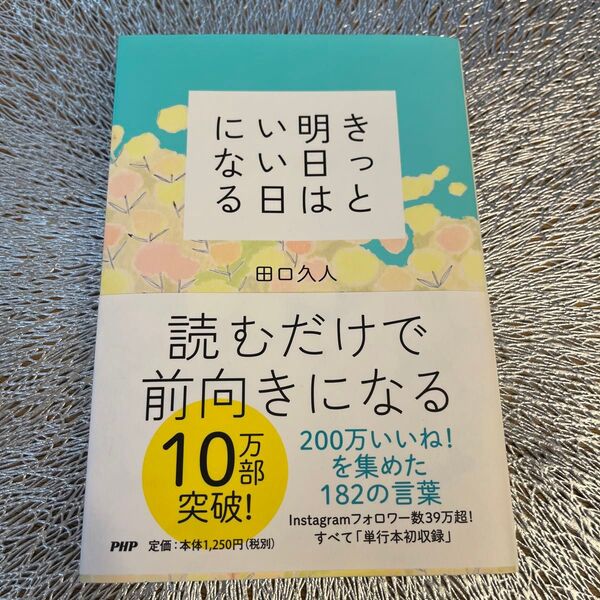 きっと
明日は
いい日
になる
田口久人
読むだけで
前向きになる
10万部
突破!
200万いいね!
を集めた
182の言葉
Instagramフォロワー数39万超!
すべて「単行本初収録」
PHP 定価:本体1,250円(税別)